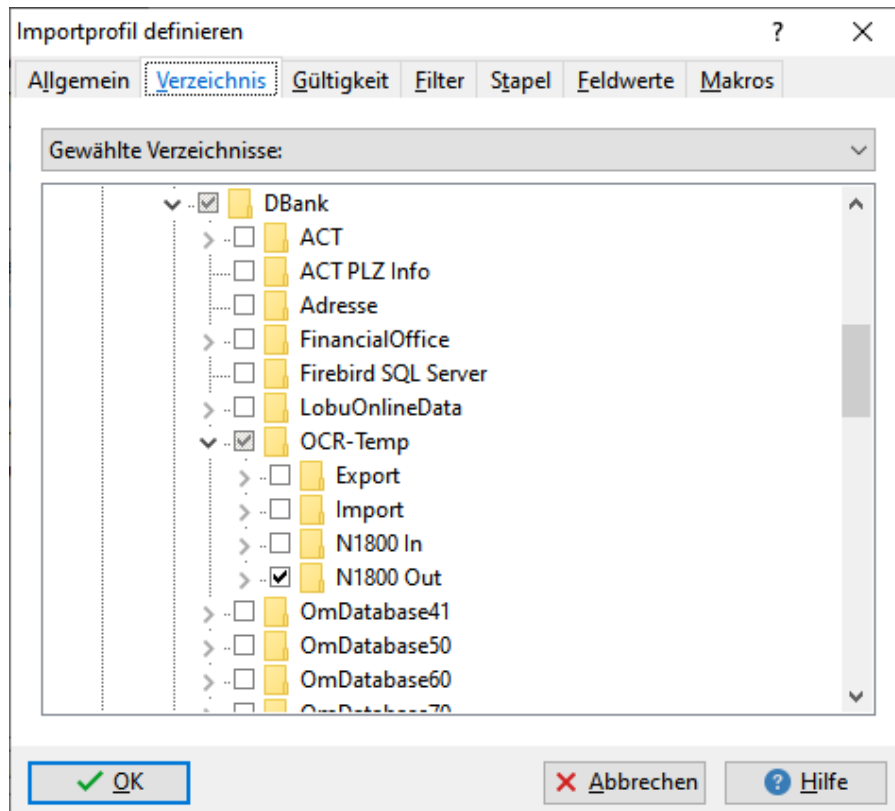 Importprofil definieren ?
Allgemein Verzeichnis Gültigkeit Filter Stapel Feldwerte Makros
Gewählte Verzeichnisse:
DBank
ACT
ACT PLZ Info
Adresse
FinancialOffice
Firebird SQL Server
LobuOnlineData
OCR-Temp
Export
Import
N1800 In
N1800 Out
OmDatabase41
OmDatabase50
OmDatabase60
OmDatabase70
OK Abbrechen ? Hilfe